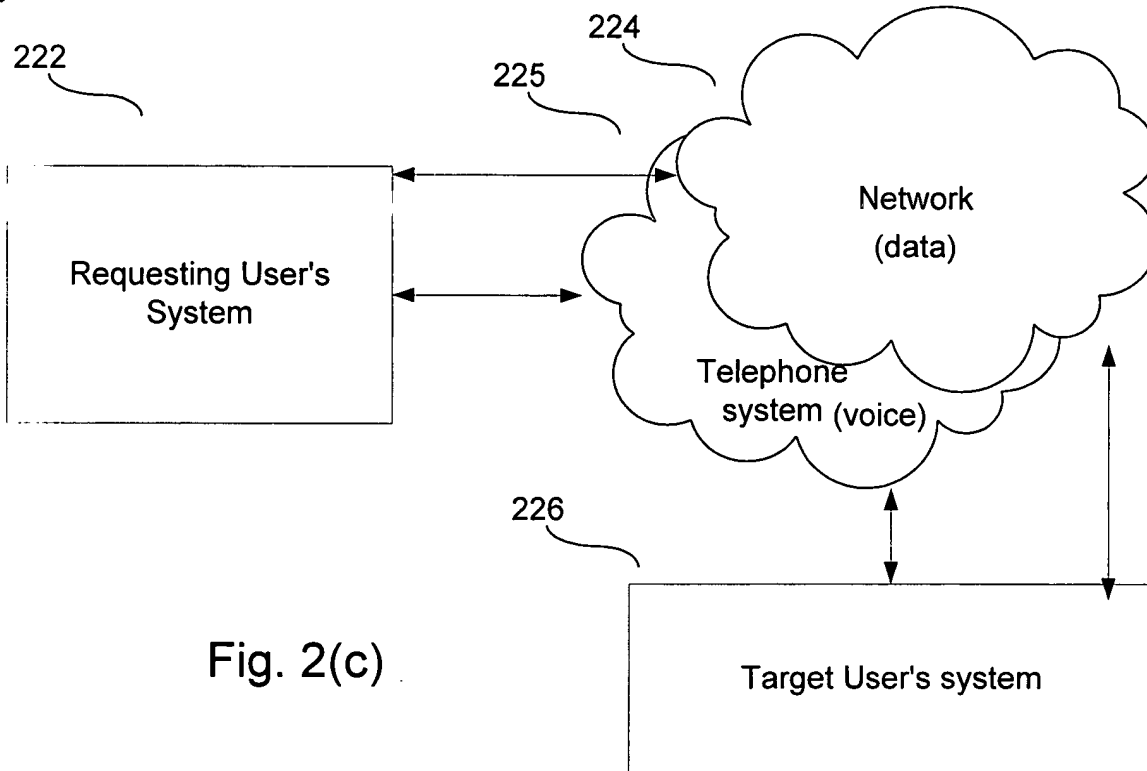 224
222
225
Network
(data)
Requesting User's
System
Telephone
system (voice)
226
Fig. 2(c)
Target User's system